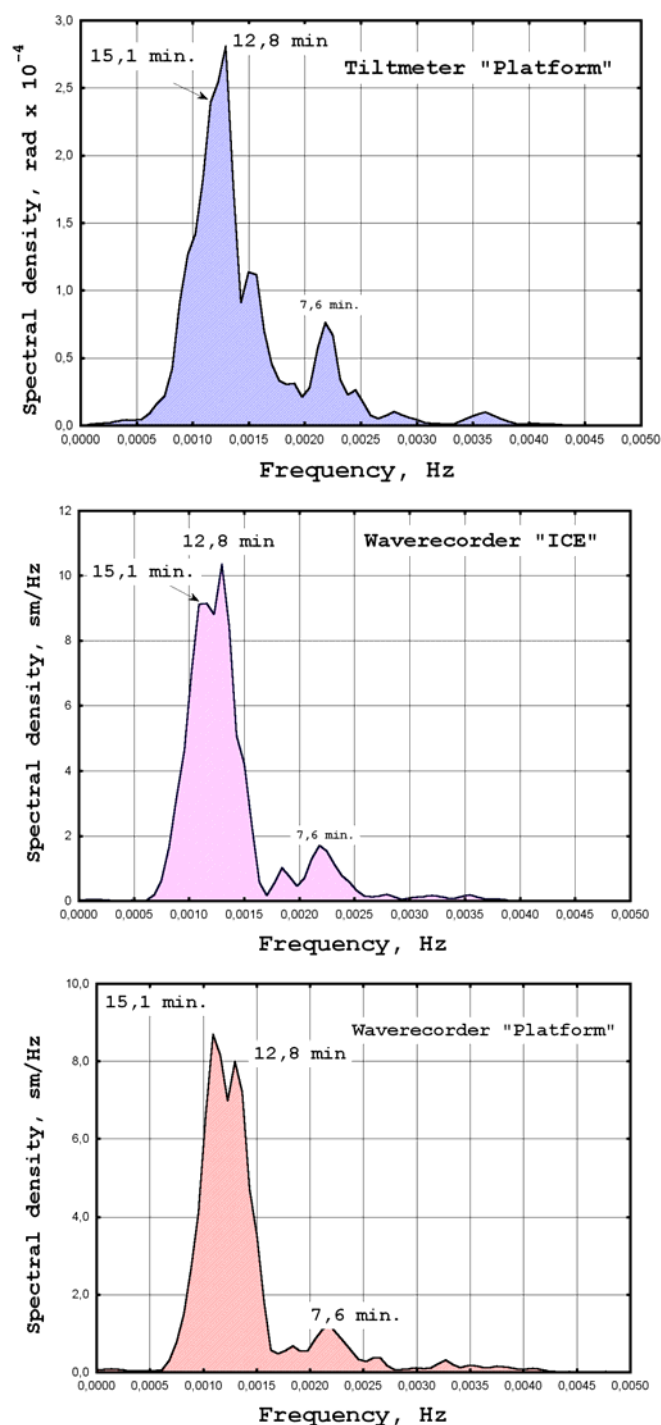 3,0
15,1 min.
12,8 min
Tiltmeter "Platform"
2,5
2,0
1,5
1,0
0,5
0,0
7,6 min.
Spectral density, rad x 10-4
0,0000 0,0005 0,0010 0,0015 0,0020 0,0025 0,0030 0,0035 0,0040 0,0045 0,0050
Frequency, Hz
12
12,8 min
Waverecorder "ICE"
15,1 min.
10
8
6
4
2
0
7,6 min.
Spectral density, sm/Hz
0,0000 0,0005 0,0010 0,0015 0,0020 0,0025 0,0030 0,0035 0,0040 0,0045 0,0050
Frequency, Hz
10,0
15,1 min.
Waverecorder "Platform"
12,8 min
8,0
6,0
4,0
2,0
0,0
7,6 min.
Spectral density, sm/Hz
0,0000 0,0005 0,0010 0,0015 0,0020 0,0025 0,0030 0,0035 0,0040 0,0045 0,0050
Frequency, Hz